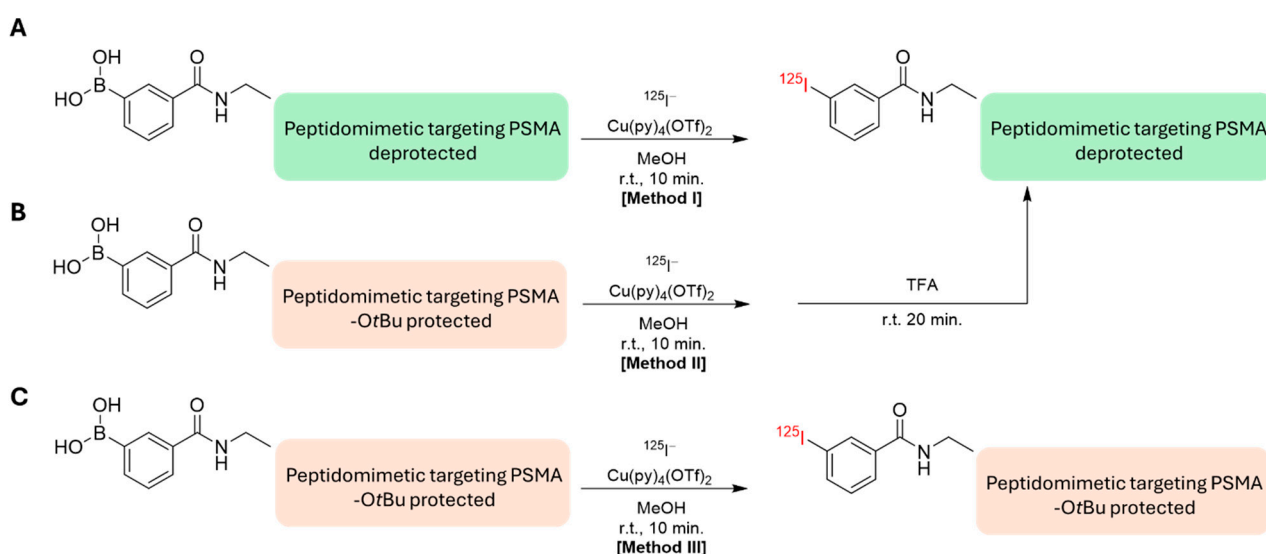 A
OH
B
HO
O
N
H
Peptidomimetic targeting PSMA
deprotected
¹²⁵I⁻
Cu(py)₄(OTf)₂
MeOH
r.t., 10 min.
[Method I]
¹²⁵I
O
N
H
Peptidomimetic targeting PSMA
deprotected
B
OH
B
HO
O
N
H
Peptidomimetic targeting PSMA
-OtBu protected
¹²⁵I⁻
Cu(py)₄(OTf)₂
MeOH
r.t., 10 min.
[Method II]
TFA
r.t. 20 min.
C
OH
B
HO
O
N
H
Peptidomimetic targeting PSMA
-OtBu protected
¹²⁵I⁻
Cu(py)₄(OTf)₂
MeOH
r.t., 10 min.
[Method III]
¹²⁵I
O
N
H
Peptidomimetic targeting PSMA
-OtBu protected